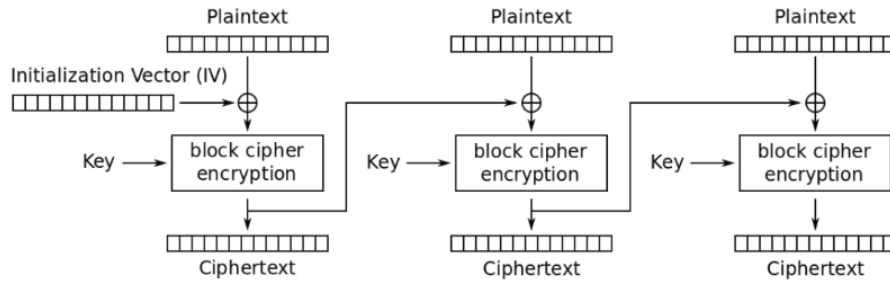 Plaintext
Plaintext
Plaintext
Initialization Vector (IV)
Key
block cipher
encryption
Key
block cipher
encryption
Key
block cipher
encryption
Ciphertext
Ciphertext
Ciphertext